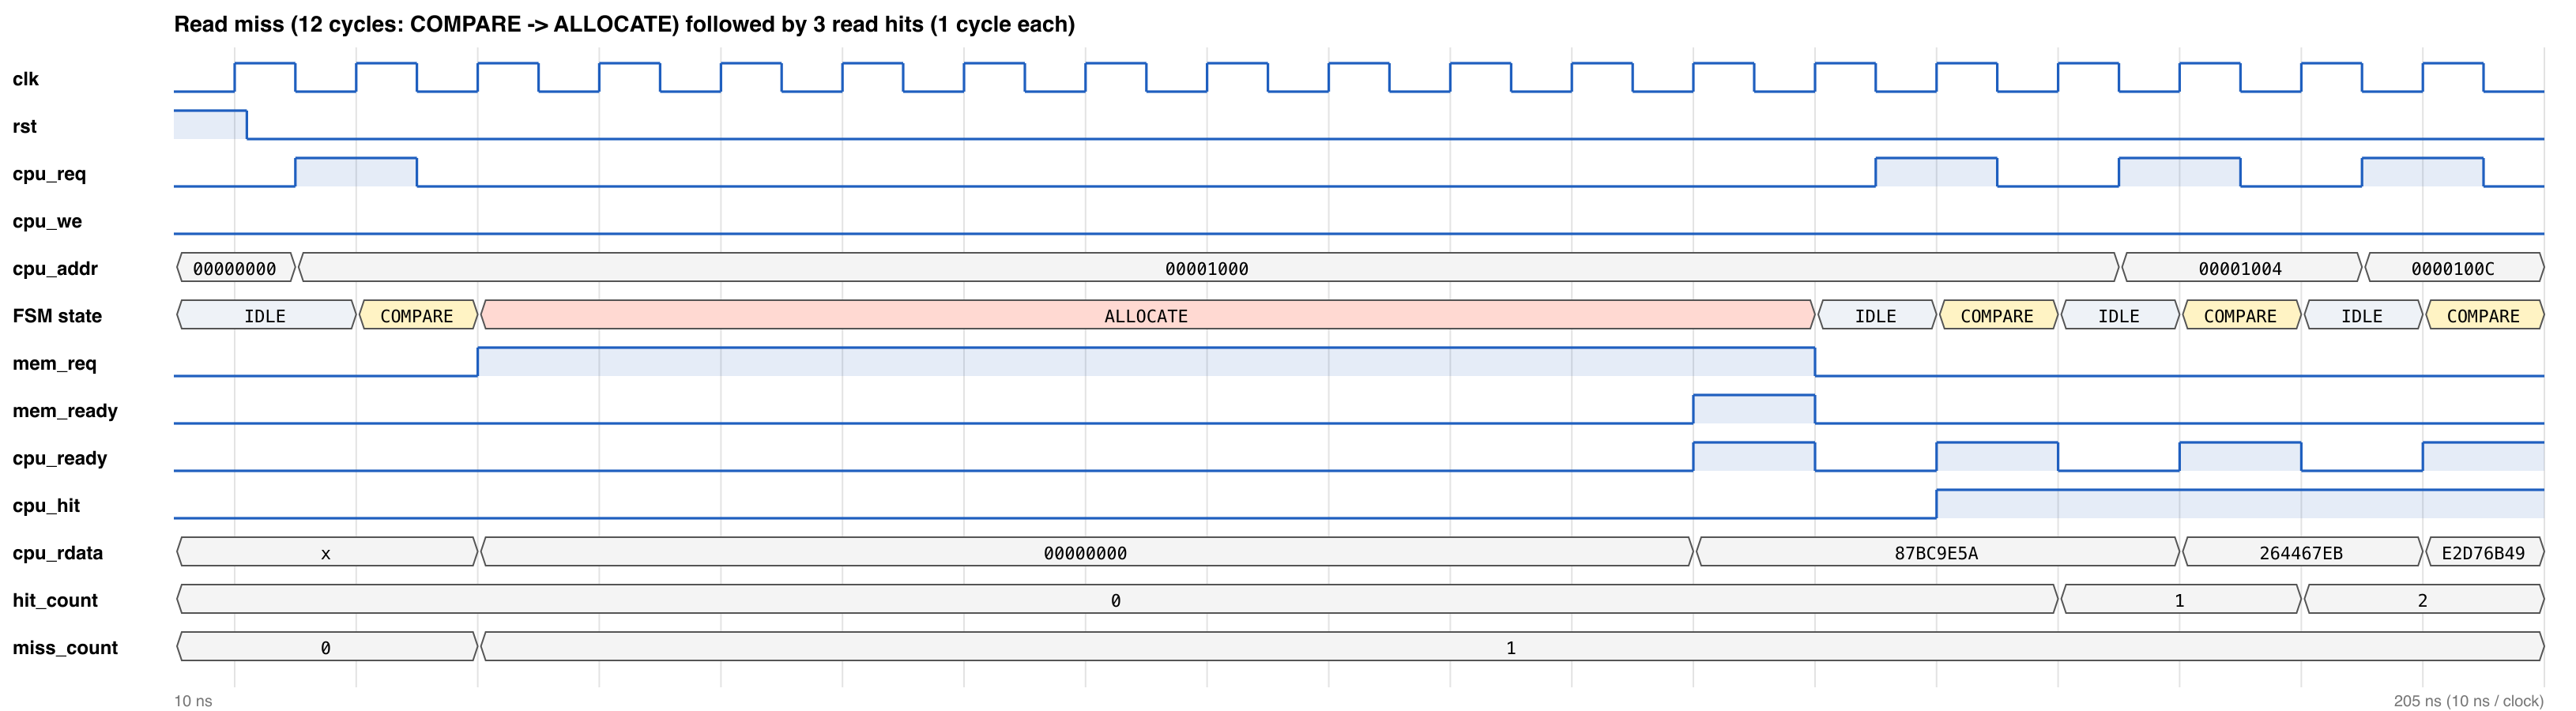 Read miss (12 cycles: COMPARE -> ALLOCATE) followed by 3 read hits (1 cycle each)
clk
rst
cpu_req
cpu_we
cpu_addr 00000000 00001000 00001004 0000100C
FSM state IDLE COMPARE ALLOCATE IDLE COMPARE IDLE COMPARE IDLE COMPARE
mem_req
mem_ready
cpu_ready
cpu_hit
cpu_rdata x 00000000 87BC9E5A 264467EB E2D76B49
hit_count 0 1 2
miss_count 0 1
10 ns 205 ns (10 ns / clock)